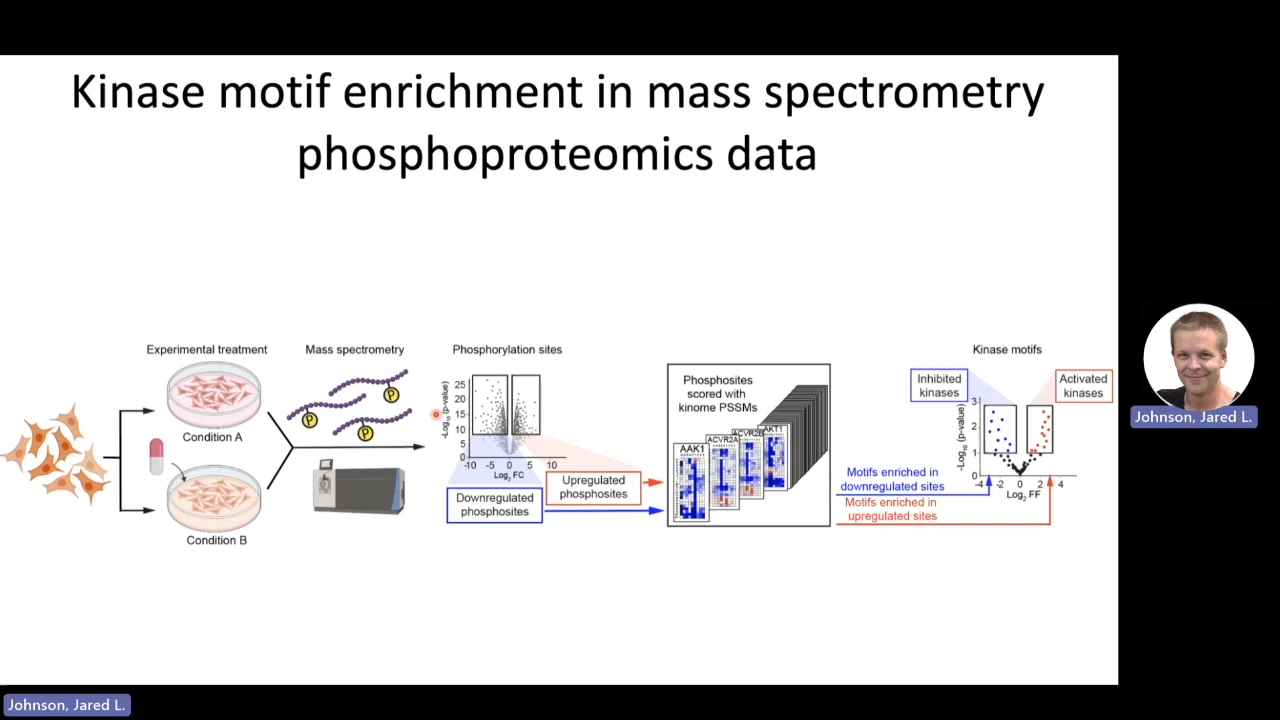 Kinase motif enrichment in mass spectrometry
phosphoproteomics data
Experimental treatment
Condition A
Condition B
Mass spectrometry
P
P
P
Phosphorylation sites
-Log10 (p-value)
25
20
15
10
5
0
-10 -5 0 5 10
Log2 FC
Downregulated
phosphosites
Upregulated
phosphosites
Phosphosites
scored with
kinome PSSMs
AAK1
ACVR2A
ACVR2B
AKT1
Motifs enriched in
downregulated sites
Motifs enriched in
upregulated sites
Kinase motifs
Inhibited
kinases
Activated
kinases
-Log10 (p-value)
3
2
1
0
-4 -2 0 2 4
Log2 FF
Johnson, Jared L.
Johnson, Jared L.